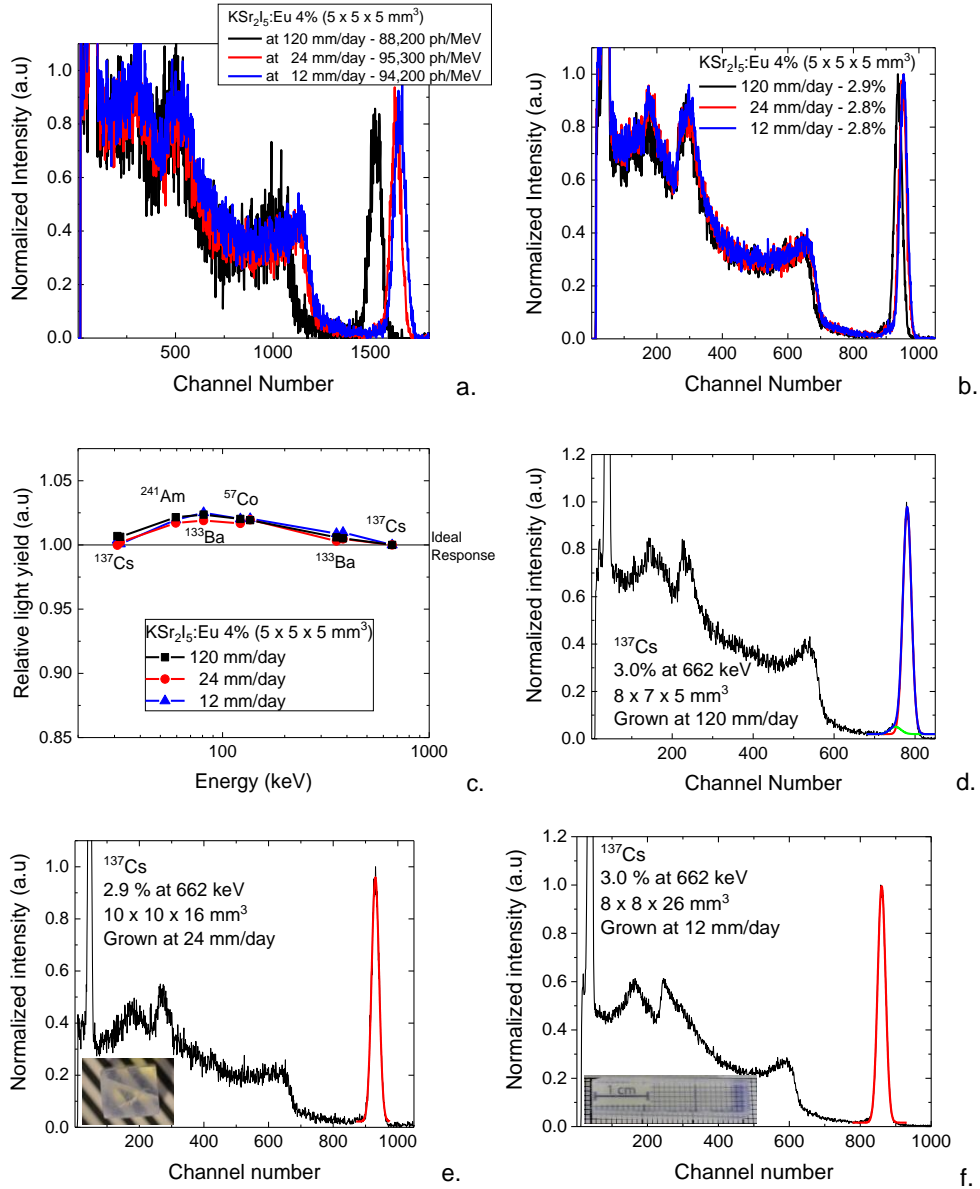 KSr₂I₅:Eu 4% (5 x 5 x 5 mm³)
at 120 mm/day - 88,200 ph/MeV
at 24 mm/day - 95,300 ph/MeV
at 12 mm/day - 94,200 ph/MeV
1.0
0.8
0.6
0.4
0.2
0.0
Normalized Intensity (a.u)
500
1000
1500
Channel Number
a.
KSr₂I₅:Eu 4% (5 x 5 x 5 mm³)
120 mm/day - 2.9%
24 mm/day - 2.8%
12 mm/day - 2.8%
1.0
0.8
0.6
0.4
0.2
0.0
Normalized Intensity (a.u)
200
400
600
800
1000
Channel Number
b.
1.05
1.00
0.95
0.90
0.85
Relative light yield (a.u)
²⁴¹Am
⁵⁷Co
¹³³Ba
¹³⁷Cs
¹³⁷Cs
¹³³Ba
Ideal
Response
KSr₂I₅:Eu 4% (5 x 5 x 5 mm³)
120 mm/day
24 mm/day
12 mm/day
100
1000
Energy (keV)
c.
1.2
1.0
0.8
0.6
0.4
0.2
0.0
Normalized intensity (a.u)
¹³⁷Cs
3.0% at 662 keV
8 x 7 x 5 mm³
Grown at 120 mm/day
200
400
600
800
Channel Number
d.
1.0
0.8
0.6
0.4
0.2
0.0
Normalized intensity (a.u)
¹³⁷Cs
2.9 % at 662 keV
10 x 10 x 16 mm³
Grown at 24 mm/day
200
400
600
800
1000
Channel number
e.
1.2
1.0
0.8
0.6
0.4
0.2
0.0
Normalized intensity (a.u)
¹³⁷Cs
3.0 % at 662 keV
8 x 8 x 26 mm³
Grown at 12 mm/day
1 cm
200
400
600
800
1000
Channel number
f.